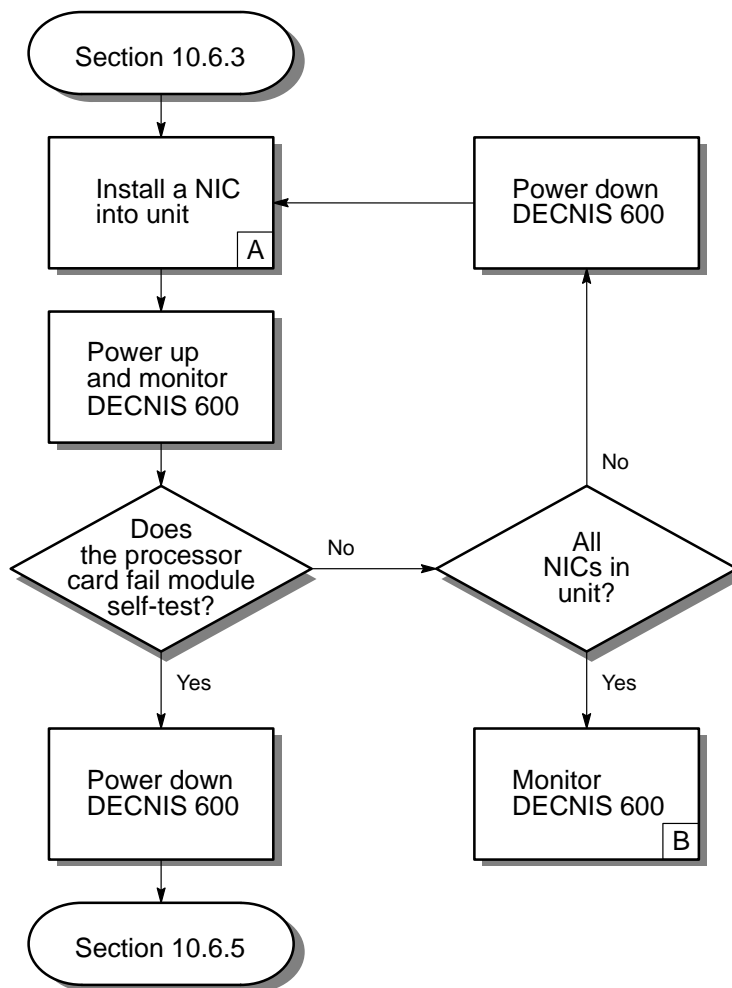 Section 10.6.3
Install a NIC
into unit
A
Power down
DECNIS 600
Power up
and monitor
DECNIS 600
No
Does
the processor
card fail module
self-test?
No
All
NICs in
unit?
Yes
Yes
Power down
DECNIS 600
Monitor
DECNIS 600
B
Section 10.6.5